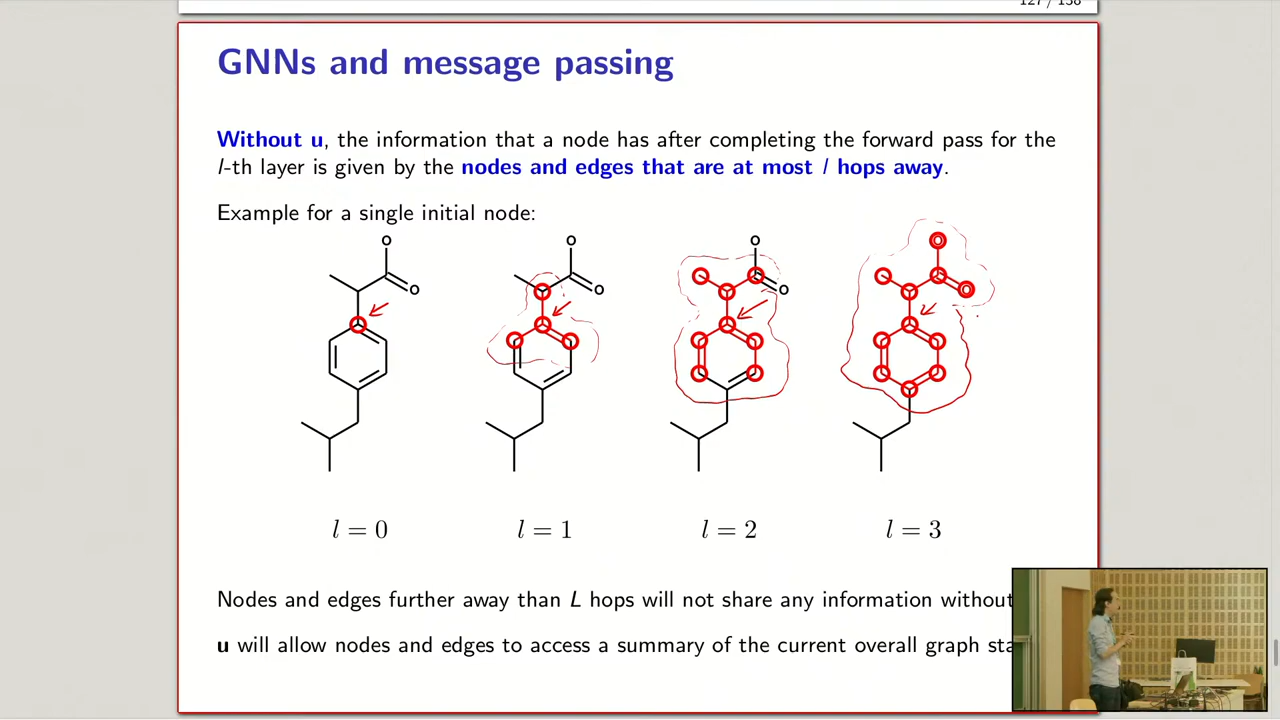 127 / 138
GNNs and message passing
Without u, the information that a node has after completing the forward pass for the
l-th layer is given by the nodes and edges that are at most l hops away.
Example for a single initial node:
O O O O
O O O O
l = 0 l = 1 l = 2 l = 3
Nodes and edges further away than L hops will not share any information without
u will allow nodes and edges to access a summary of the current overall graph sta